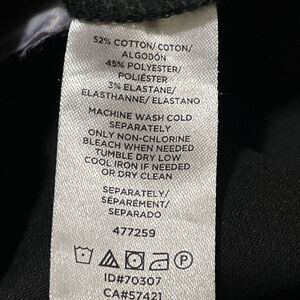 52% COTTON/ COTON/
ALGODÓN
45% POLYESTER/
POLIÉSTER
3% ELASTANE/
ELASTHANNE/ ELASTANO
MACHINE WASH COLD
SEPARATELY
ONLY NON-CHLORINE
BLEACH WHEN NEEDED
TUMBLE DRY LOW
COOL IRON IF NEEDED
OR DRY CLEAN
SEPARATELY/
SÉPARÉMENT/
SEPARADO
477259
P
ID#70307
CA#57421